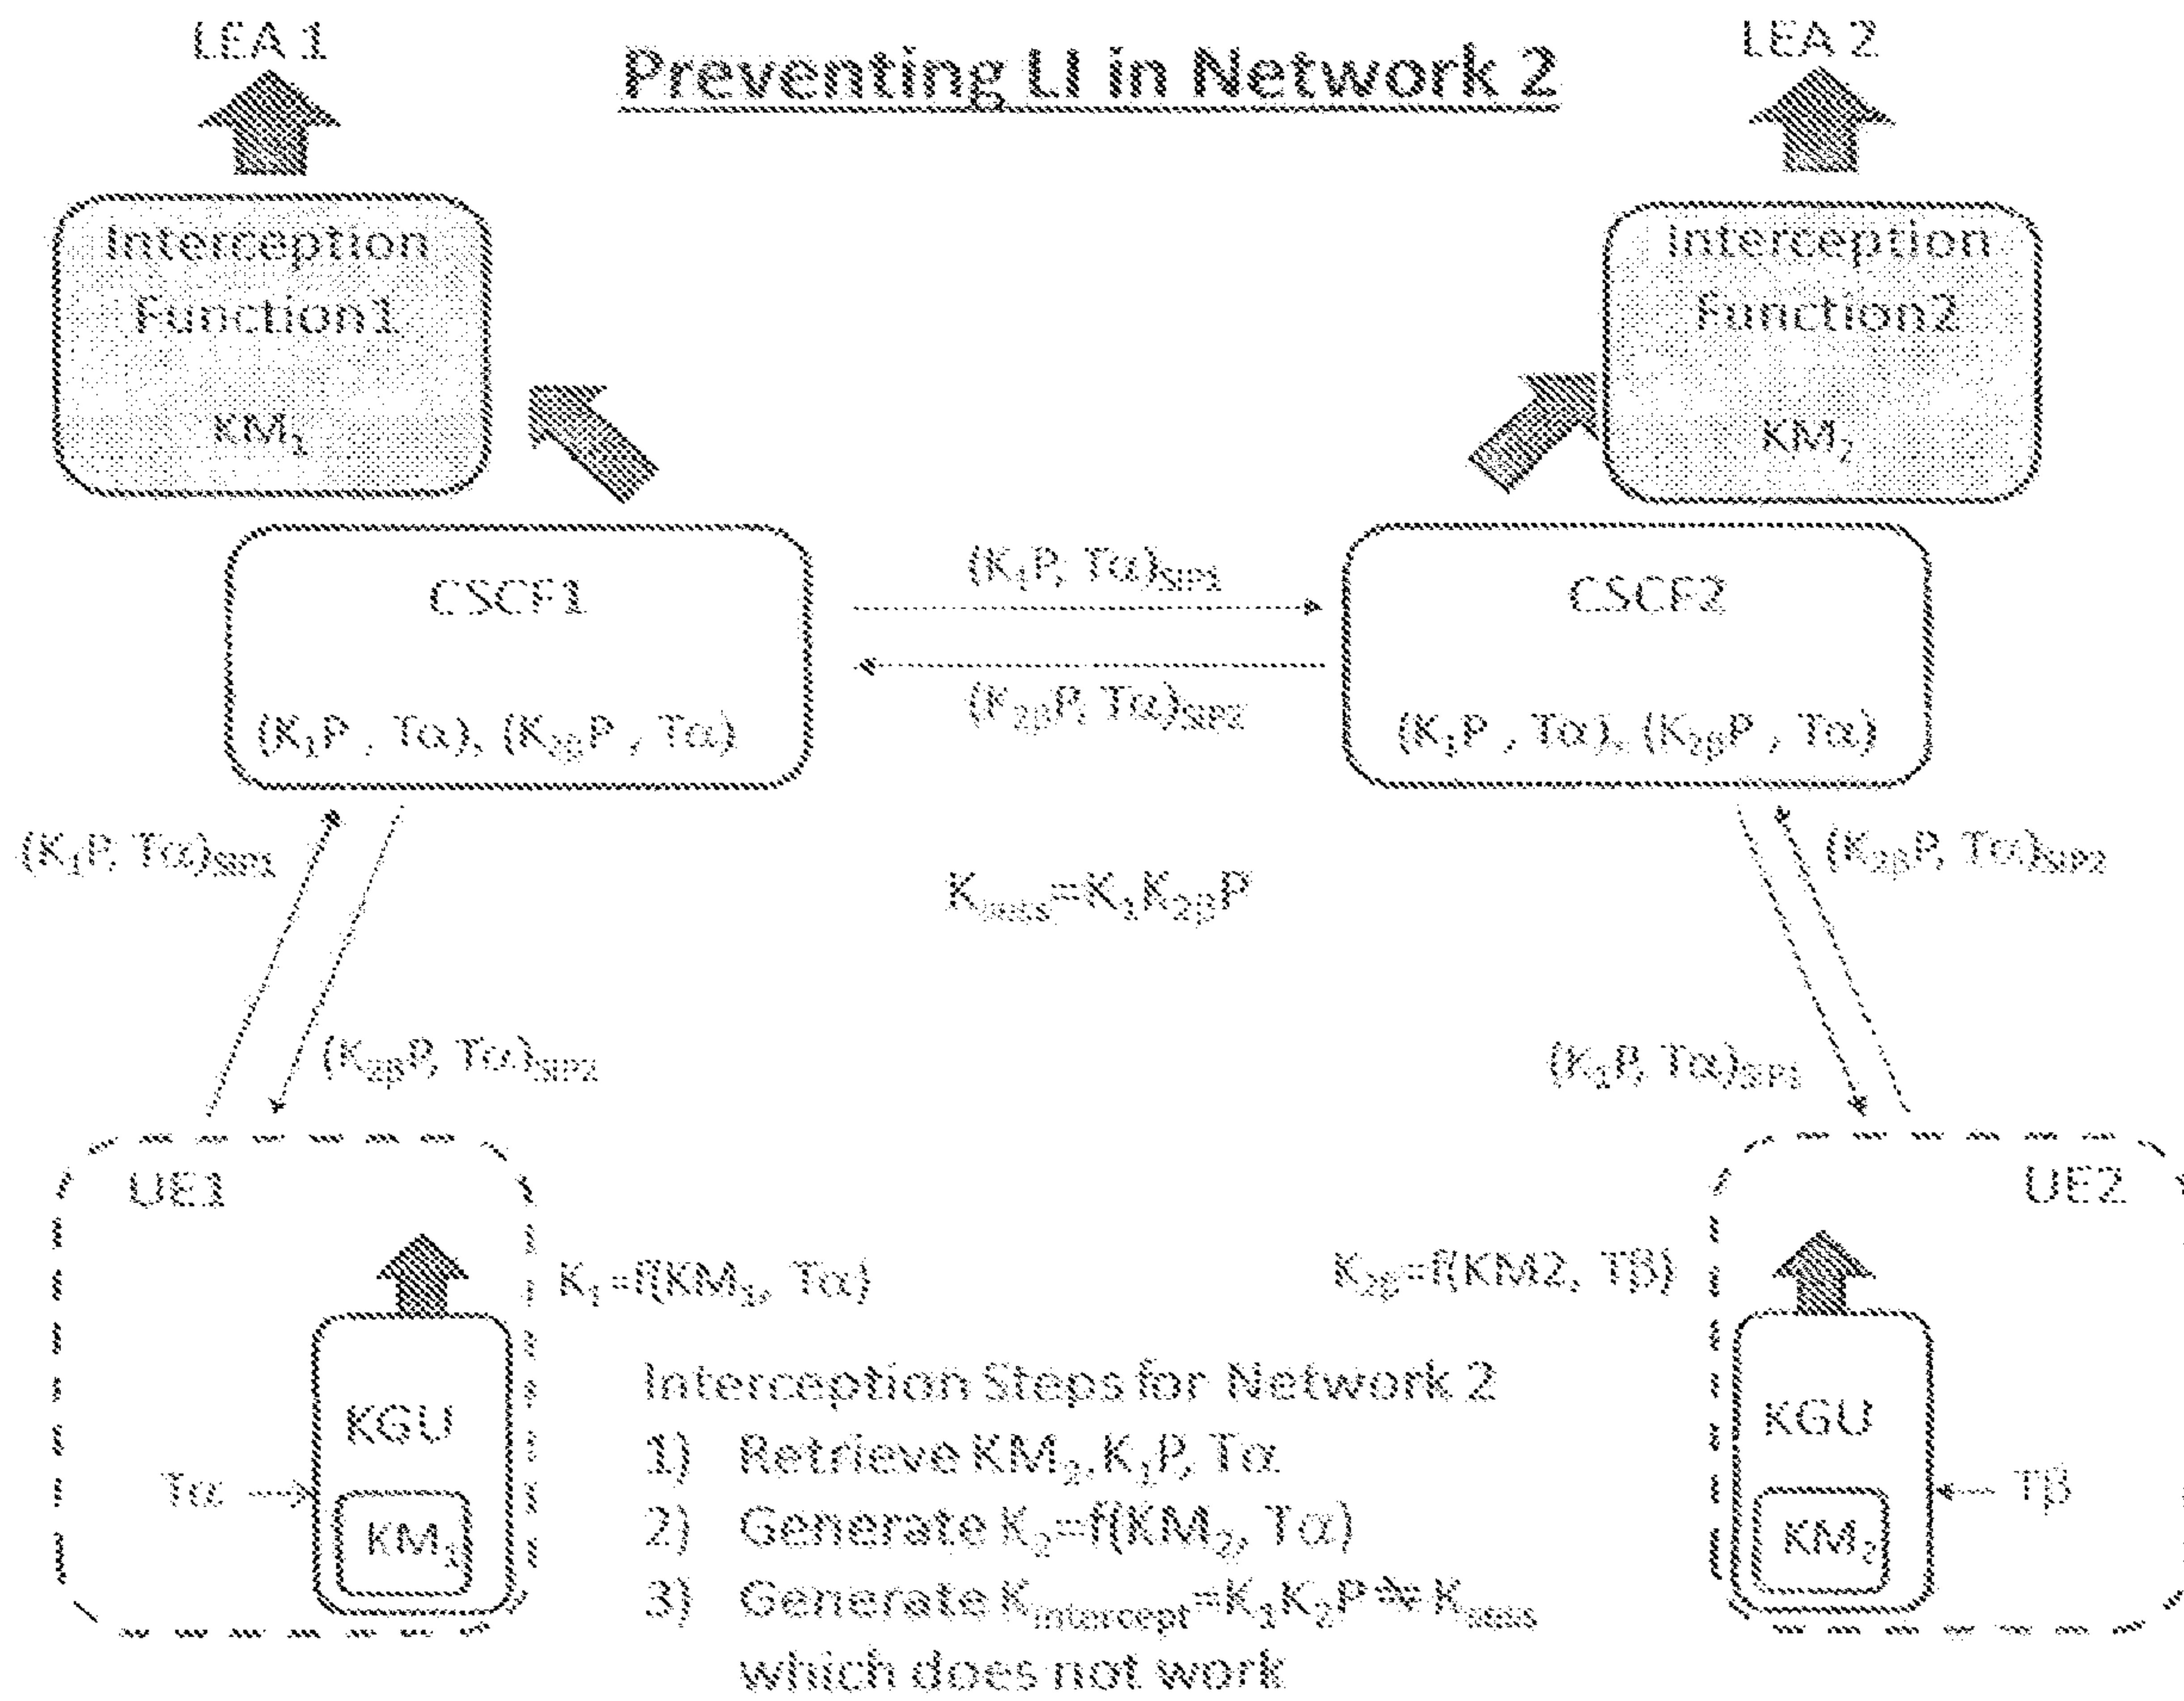 LEA 1
Preventing LI in Network 2
LEA 2
Interception
Function1
KM₁
Interception
Function2
KM₂
CSCF1
(K₁P , Tα), (K₂ᵦP , Tα)
(K₁P, Tα)SIP1
(K₂ᵦP, Tα)SIP2
CSCF2
(K₁P , Tα), (K₂ᵦP , Tα)
(K₁P, Tα)SIP1
(K₂ᵦP, Tα)SIP2
K =K₁K₂ᵦP
(K₂ᵦP, Tα)SIP2
(K₁P, Tα)SIP1
UE1
K₁=f(KM₁, Tα)
KGU
Tα
KM₁
UE2
K₂ᵦ=f(KM2, Tβ)
KGU
Tβ
KM₂
Interception Steps for Network 2
1) Retrieve KM₂,K₁P, Tα
2) Generate K₂=f(KM₂, Tα)
3) Generate Kintercept=K₁K₂P ≠ K
which does not work